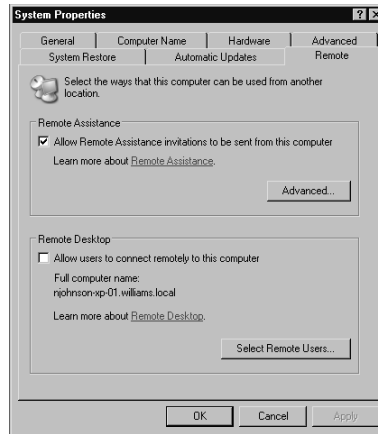 System Properties
General Computer Name Hardware Advanced
System Restore Automatic Updates Remote
Select the ways that this computer can be used from another
location.
Remote Assistance
Allow Remote Assistance invitations to be sent from this computer
Learn more about Remote Assistance.
Advanced...
Remote Desktop
Allow users to connect remotely to this computer
Full computer name:
njohnson-xp-01.williams.local
Learn more about Remote Desktop.
Select Remote Users...
OK Cancel Apply